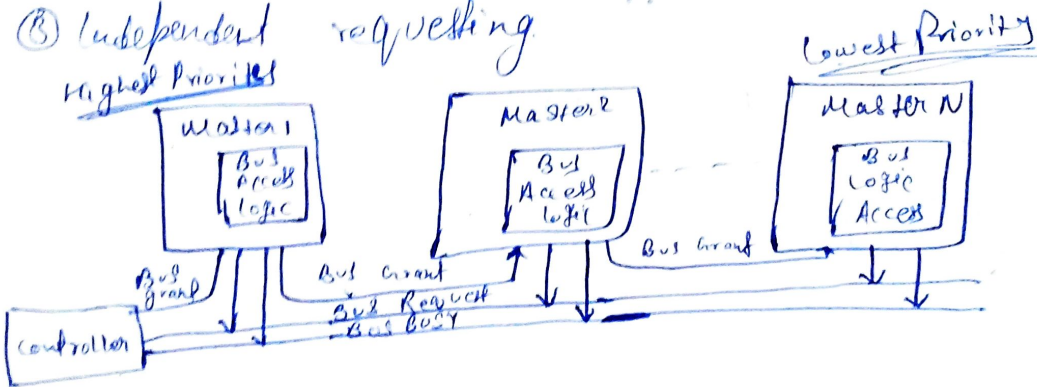 (B) Independent requesting.
Highest Priorites
Lowest Priority
Master 1
Bus
Access
Logic
Master 2
Bus
Access
Logic
Master N
Bus
Logic
Access
Bus
grant
Bus Grant
Bus Grant
Bus Request
Bus BUSY
Controller